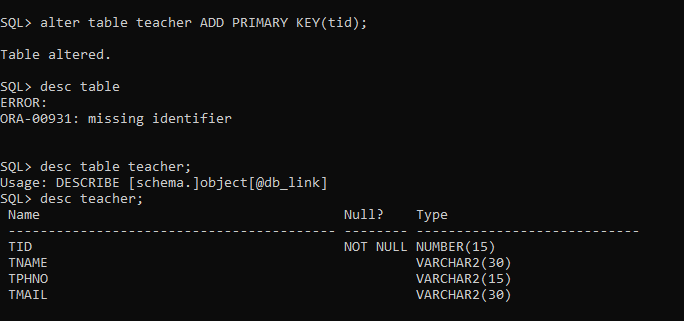 SQL> alter table teacher ADD PRIMARY KEY(tid);
Table altered.
SQL> desc table
ERROR:
ORA-00931: missing identifier
SQL> desc table teacher;
Usage: DESCRIBE [schema.]object[@db_link]
SQL> desc teacher;
 Name                                      Null?    Type
 ----------------------------------------- -------- ----------------------------
 TID                                       NOT NULL NUMBER(15)
 TNAME                                              VARCHAR2(30)
 TPHNO                                              VARCHAR2(15)
 TMAIL                                              VARCHAR2(30)